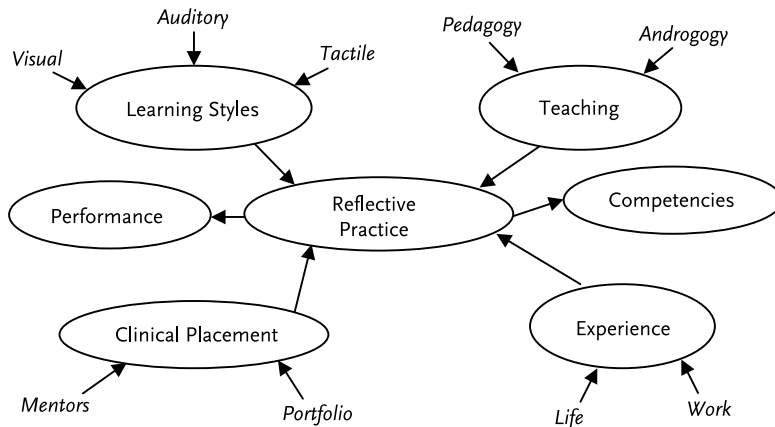 Auditory
Pedagogy
Androgogy
Visual
Tactile
Learning Styles
Teaching
Performance
Reflective
Practice
Competencies
Clinical Placement
Experience
Mentors
Portfolio
Life
Work